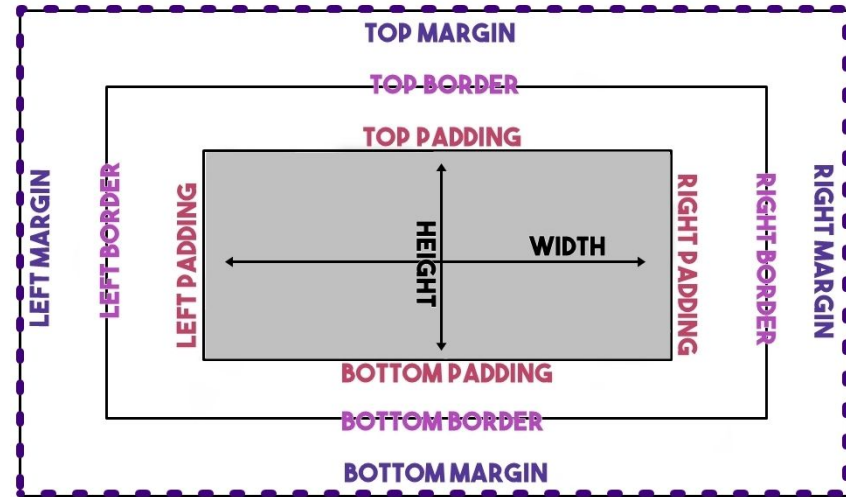 TOP MARGIN
TOP BORDER
TOP PADDING
LEFT MARGIN
LEFT BORDER
LEFT PADDING
HEIGHT
WIDTH
RIGHT PADDING
RIGHT BORDER
RIGHT MARGIN
BOTTOM PADDING
BOTTOM BORDER
BOTTOM MARGIN